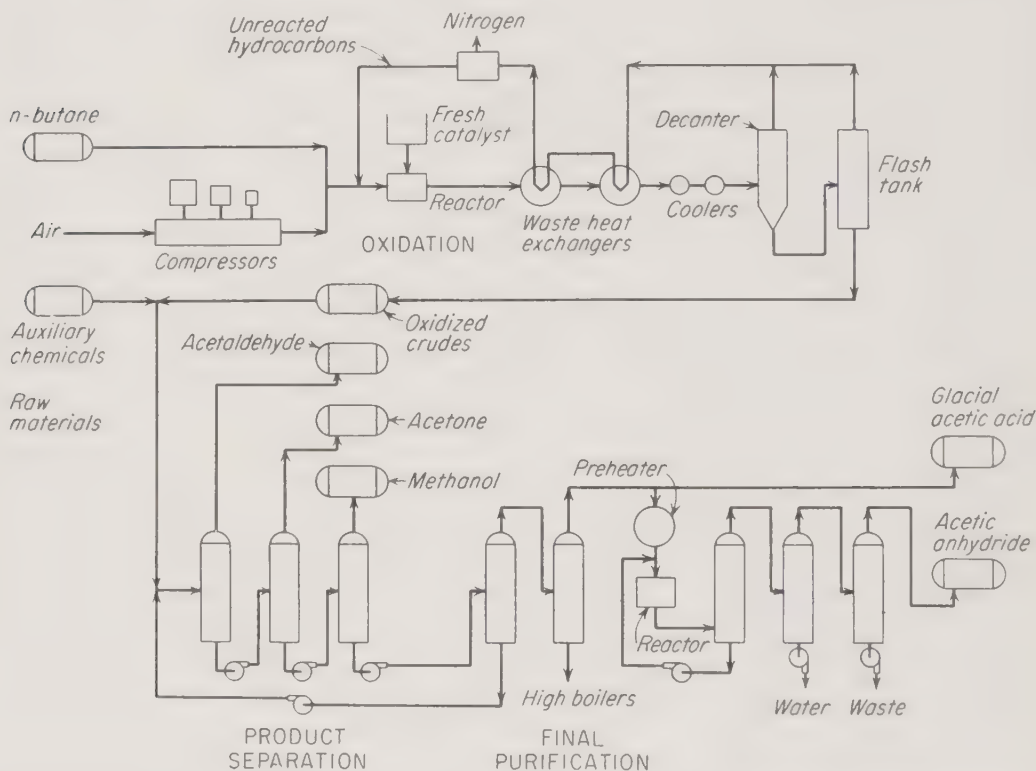 Unreacted
hydrocarbons
Nitrogen
n-butane
Fresh
catalyst
Decanter
Flash
tank
Reactor
Coolers
Air
Waste heat
exchangers
OXIDATION
Compressors
Auxiliary
chemicals
Oxidized
crudes
Acetaldehyde
Raw
materials
Acetone
Glacial
acetic acid
Methanol
Preheater
Acetic
anhydride
Reactor
High boilers
Water
Waste
PRODUCT
SEPARATION
FINAL
PURIFICATION